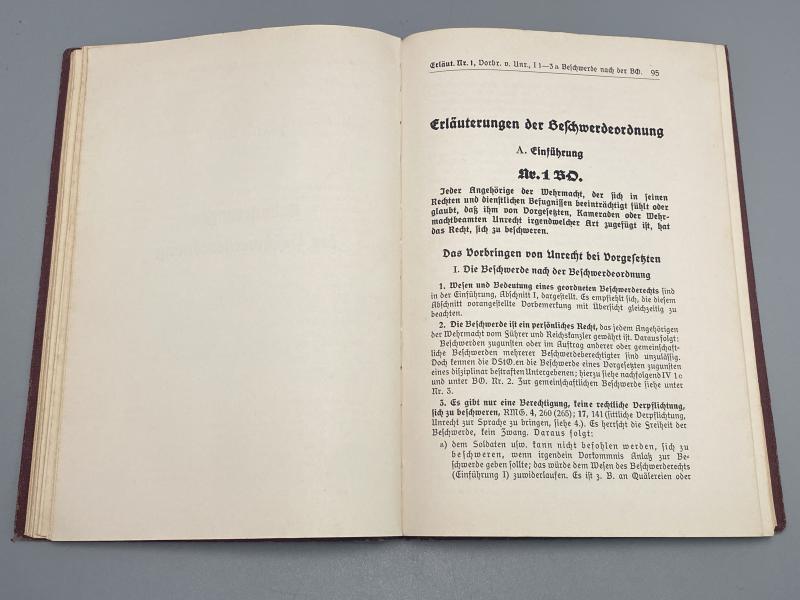 Erläut. Nr. 1, Vorbr. v. Unr., I 1—3 a Beschwerde nach der BO. 95
Erläuterungen der Beschwerdeordnung
A. Einführung
Nr. 1 BO.
Jeder Angehörige der Wehrmacht, der sich in seinen
Rechten und dienstlichen Befugnissen beeinträchtigt fühlt oder
glaubt, daß ihm von Vorgesetzten, Kameraden oder Wehr-
machtbeamten Unrecht irgendwelcher Art zugefügt ist, hat
das Recht, sich zu beschweren.
Das Vorbringen von Unrecht bei Vorgesetzten
I. Die Beschwerde nach der Beschwerdeordnung
1. Wesen und Bedeutung eines geordneten Beschwerderechts sind
in der Einführung, Abschnitt I, dargestellt. Es empfiehlt sich, die diesem
Abschnitt vorangestellte Vorbemerkung mit Übersicht gleichzeitig zu
beachten.
2. Die Beschwerde ist ein persönliches Recht, das jedem Angehörigen
der Wehrmacht vom Führer und Reichskanzler gewährt ist. Daraus folgt:
Beschwerden zugunsten oder im Auftrag anderer oder gemeinschaft-
liche Beschwerden mehrerer Beschwerdeberechtigter sind unzulässig.
Doch kennen die DStO.en die Beschwerde eines Vorgesetzten zugunsten
eines disziplinar bestraften Untergebenen; hierzu siehe nachfolgend IV 1c
und unter BO. Nr. 2. Zur gemeinschaftlichen Beschwerde siehe unter
Nr. 3.
3. Es gibt nur eine Berechtigung, keine rechtliche Verpflichtung,
sich zu beschweren, RMG. 4, 260 (265); 17, 141 (sittliche Verpflichtung,
Unrecht zur Sprache zu bringen, siehe 4.). Es herrscht die Freiheit der
Beschwerde, kein Zwang. Daraus folgt:
a) dem Soldaten usw. kann nicht befohlen werden, sich zu
beschweren, wenn irgendein Vorkommnis Anlaß zur Be-
schwerde geben sollte; das würde dem Wesen des Beschwerderechts
(Einführung I) zuwiderlaufen. Es ist z. B. an Quälereien oder